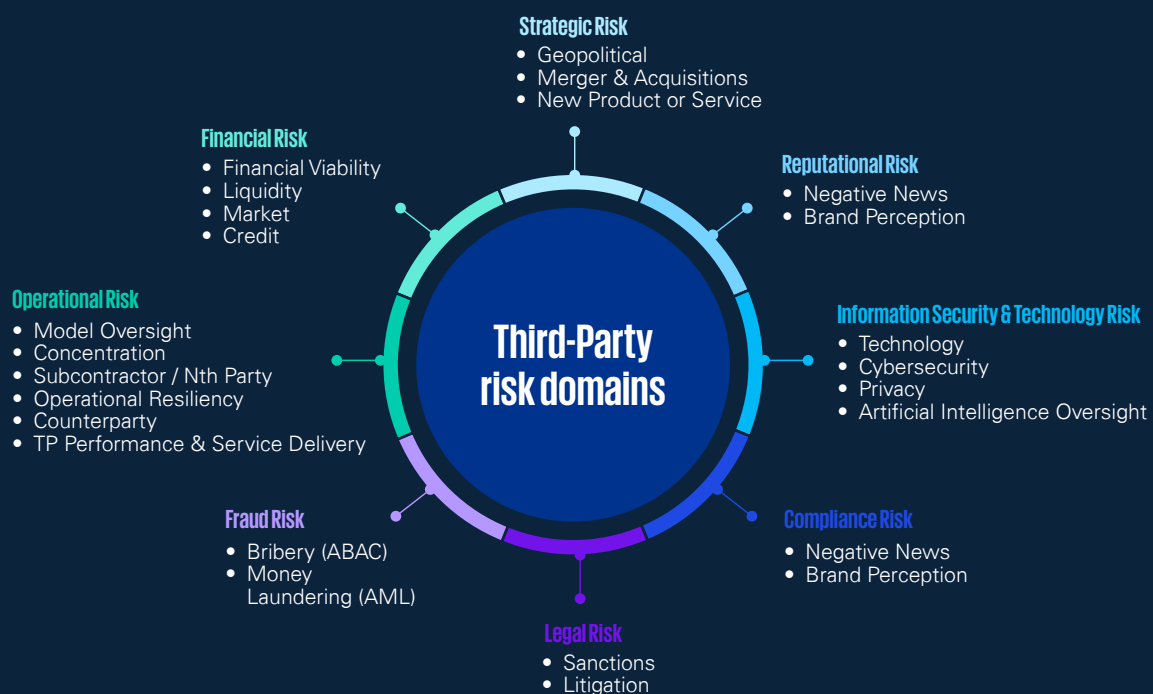 Strategic Risk
• Geopolitical
• Merger & Acquisitions
• New Product or Service
Financial Risk
• Financial Viability
• Liquidity
• Market
• Credit
Reputational Risk
• Negative News
• Brand Perception
Operational Risk
• Model Oversight
• Concentration
• Subcontractor / Nth Party
• Operational Resiliency
• Counterparty
• TP Performance & Service Delivery
Third-Party
risk domains
Information Security & Technology Risk
• Technology
• Cybersecurity
• Privacy
• Artificial Intelligence Oversight
Fraud Risk
• Bribery (ABAC)
• Money
Laundering (AML)
Compliance Risk
• Negative News
• Brand Perception
Legal Risk
• Sanctions
• Litigation